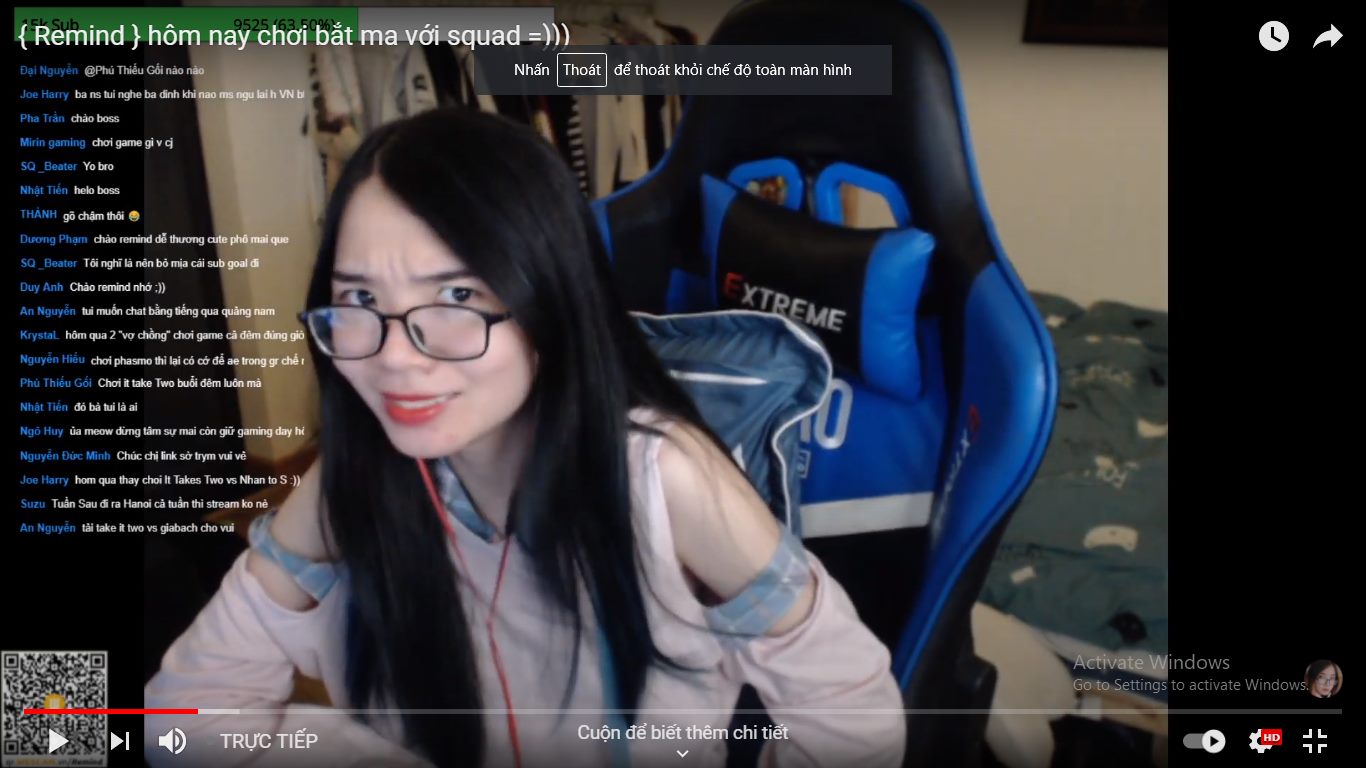 15k Sub 9525 (63.50%)
{ Remind } hôm nay chơi bắt ma với squad =)))
Nhấn Thoát để thoát khỏi chế độ toàn màn hình
Đại Nguyễn @Phú Thiếu Gối nào nào
Joe Harry ba ns tui nghe ba dinh khi nao ms ngu lai h VN
Pha Trần chào boss
Mirin gaming chơi game gì v cj
SQ_Beater Yo bro
Nhật Tiến helo boss
THÀNH gõ chậm thôi 😂
Dương Phạm chào remind dễ thương cute phô mai que
SQ_Beater Tôi nghĩ là nên bỏ mịa cái sub goal đi
Duy Anh Chào remind nhớ ;))
An Nguyễn tui muốn chat bằng tiếng qua quảng nam
KrystaL hôm qua 2 "vợ chồng" chơi game cả đêm đúng giờ
Nguyễn Hiếu chơi phasmo thì lại có cớ để ae trong gr chế
Phú Thiếu Gối Chơi it take Two buổi đêm luôn mà
Nhật Tiến đó bà tui là ai
Ngô Huy ủa meow dừng tâm sự mai còn giữ gaming day
Nguyễn Đức Minh Chúc chị link sờ trym vui vẻ
Joe Harry hom qua thay choi It Takes Two vs Nhan to S :))
Suzu Tuần Sau đi ra Hanoi cả tuần thì stream ko nè
An Nguyễn tải take it two vs giabach cho vui
EXTREME
Activate Windows
Go to Settings to activate Windows.
TRỰC TIẾP
Cuộn để biết thêm chi tiết
HD